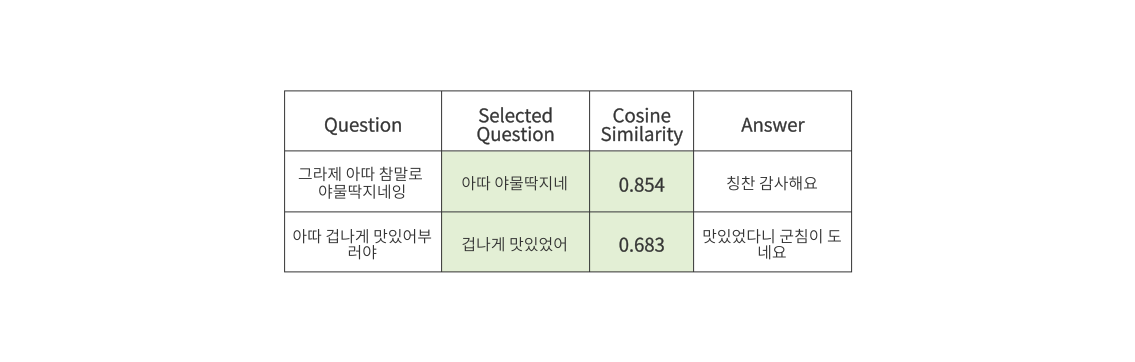 Question
Selected
Question
Cosine
Similarity
Answer
그라제 아따 참말로
야물딱지네잉
아따 야물딱지네
0.854
칭찬 감사해요
아따 겁나게 맛있어부
러야
겁나게 맛있었어
0.683
맛있었다니 군침이 도
네요